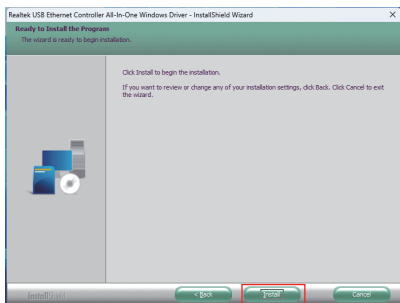 Realtek USB Ethernet Controller All-In-One Windows Driver - InstallShield Wizard
Ready to Install the Program
The wizard is ready to begin installation.
Click Install to begin the installation.
If you want to review or change any of your installation settings, click Back. Click Cancel to exit
the wizard.
InstallShield
< Back
Install
Cancel